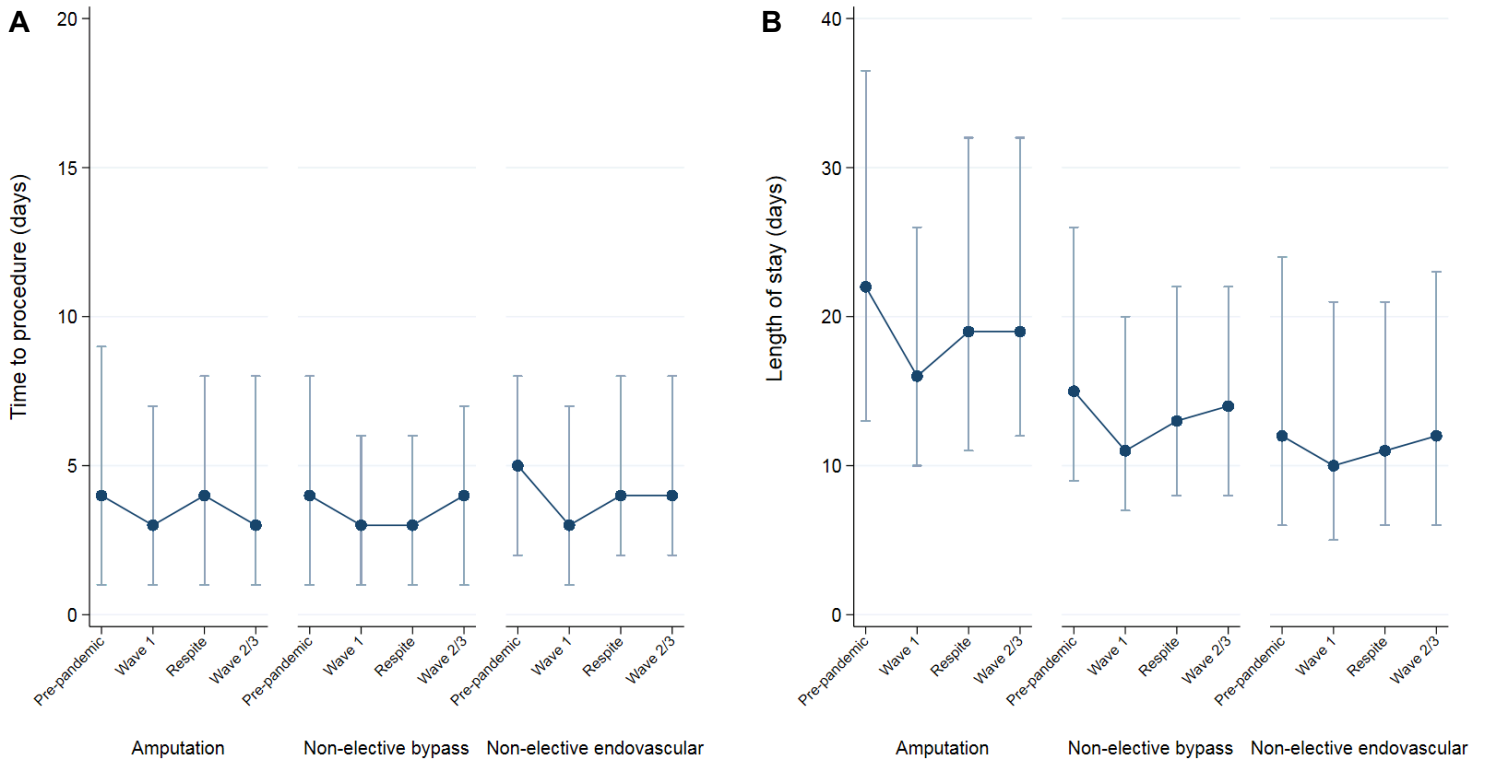 A
Time to procedure (days)
20
15
10
5
0
Pre-pandemic
Wave 1
Respite
Wave 2/3
Pre-pandemic
Wave 1
Respite
Wave 2/3
Pre-pandemic
Wave 1
Respite
Wave 2/3
Amputation
Non-elective bypass
Non-elective endovascular
B
Length of stay (days)
40
30
20
10
0
Pre-pandemic
Wave 1
Respite
Wave 2/3
Pre-pandemic
Wave 1
Respite
Wave 2/3
Pre-pandemic
Wave 1
Respite
Wave 2/3
Amputation
Non-elective bypass
Non-elective endovascular